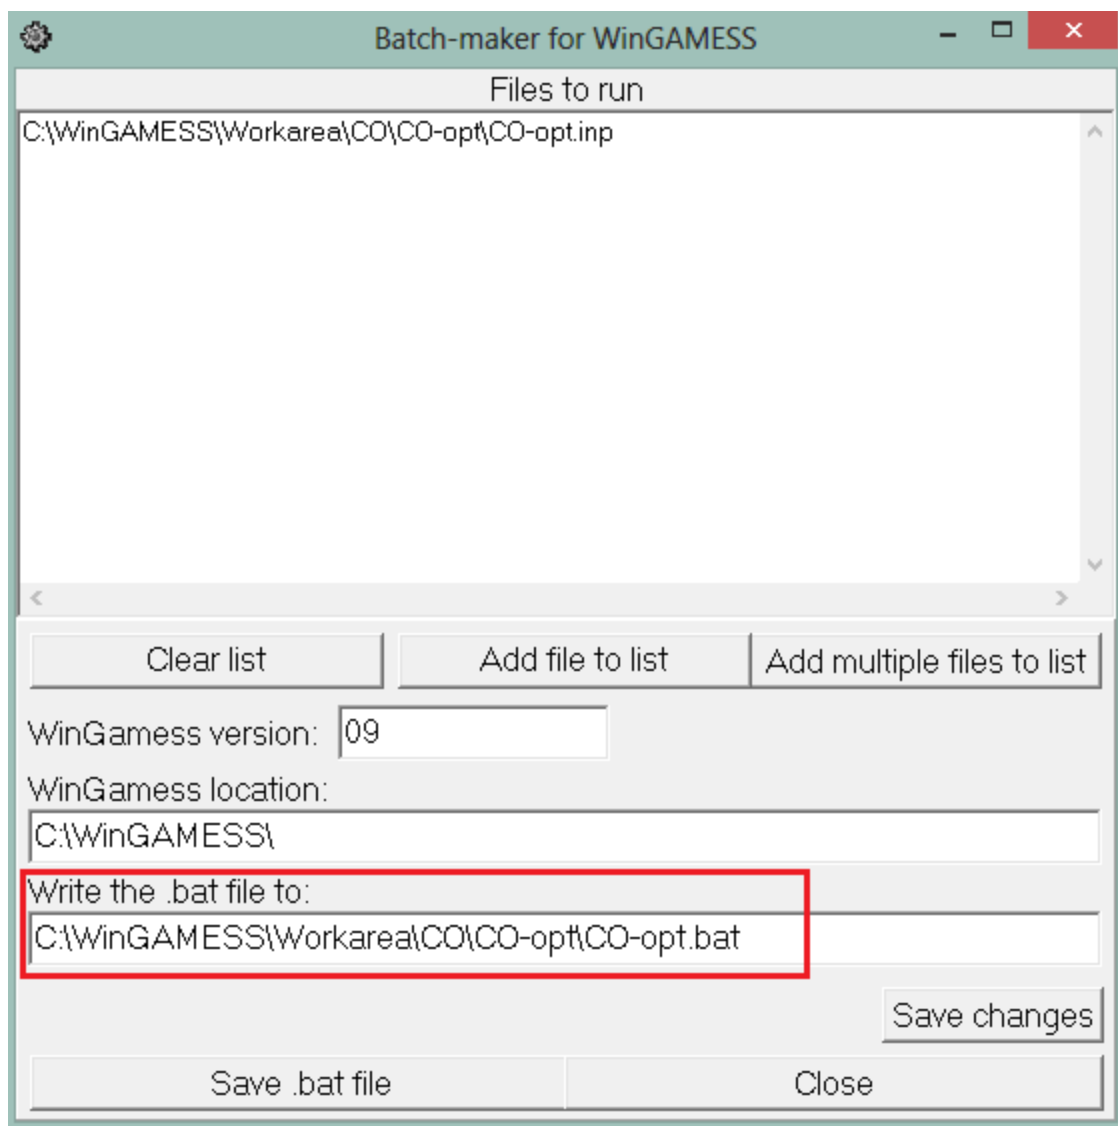 Batch-maker for WinGAMESS
Files to run
C:\WinGAMESS\Workarea\CO\CO-opt\CO-opt.inp
Clear list Add file to list Add multiple files to list
WinGamess version: 09
WinGamess location:
C:\WinGAMESS\
Write the .bat file to:
C:\WinGAMESS\Workarea\CO\CO-opt\CO-opt.bat
Save changes
Save .bat file Close